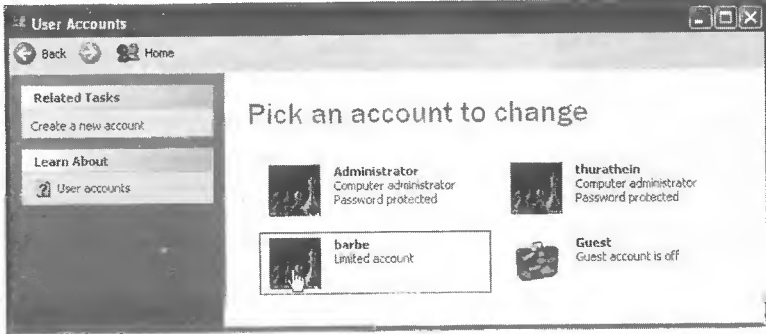 User Accounts
Back Home
Related Tasks
Create a new account
Learn About
User accounts
Pick an account to change
Administrator
Computer administrator
Password protected
thurathein
Computer administrator
Password protected
barbe
Limited account
Guest
Guest account is off